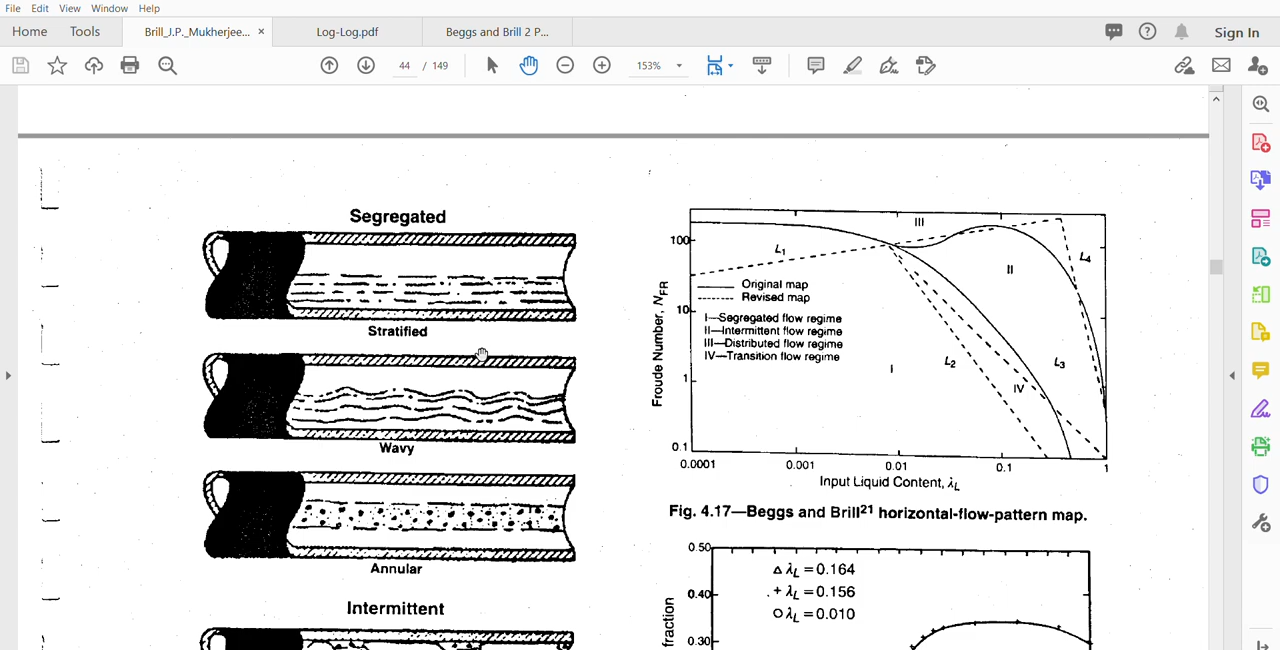 File Edit View Window Help
Home Tools Brill_J.P._Mukherjee... × Log-Log.pdf Beggs and Brill 2 P... Sign In
44 / 149 153%
Segregated
Stratified
Wavy
Annular
Intermittent
III
100
L1
L4
II
Original map
Revised map
10
I—Segregated flow regime
II—Intermittent flow regime
III—Distributed flow regime
IV—Transition flow regime
Froude Number, NFR
I
L2
L3
1
IV
0.1
0.0001 0.001 0.01 0.1 1
Input Liquid Content, λL
Fig. 4.17—Beggs and Brill21 horizontal-flow-pattern map.
0.50
Δ λL = 0.164
0.40
+ λL = 0.156
O λL = 0.010
fraction
0.30